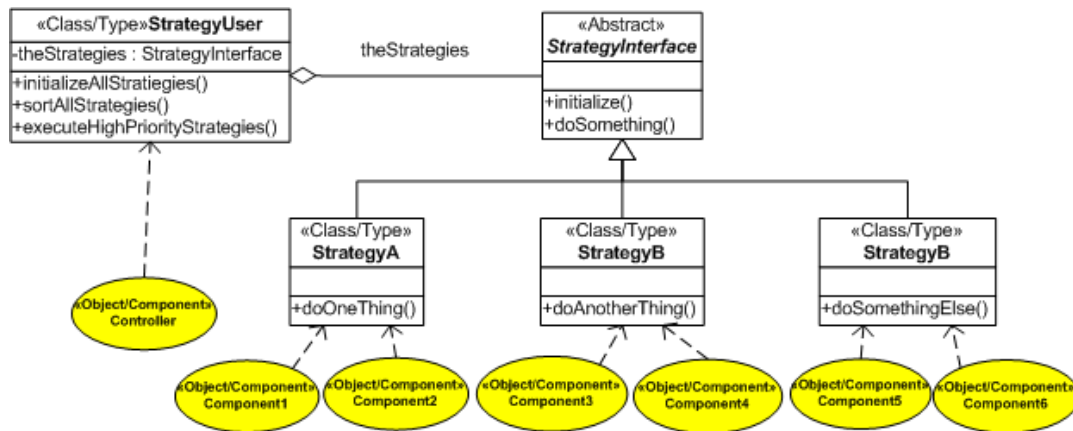 «Class/Type»StrategyUser
-theStrategies : StrategyInterface
+initializeAllStratiegies()
+sortAllStrategies()
+executeHighPriorityStrategies()
theStrategies
«Abstract»
StrategyInterface
+initialize()
+doSomething()
«Class/Type»
StrategyA
+doOneThing()
«Class/Type»
StrategyB
+doAnotherThing()
«Class/Type»
StrategyB
+doSomethingElse()
«Object/Component»
Controller
«Object/Component»
Component1
«Object/Component»
Component2
«Object/Component»
Component3
«Object/Component»
Component4
«Object/Component»
Component5
«Object/Component»
Component6